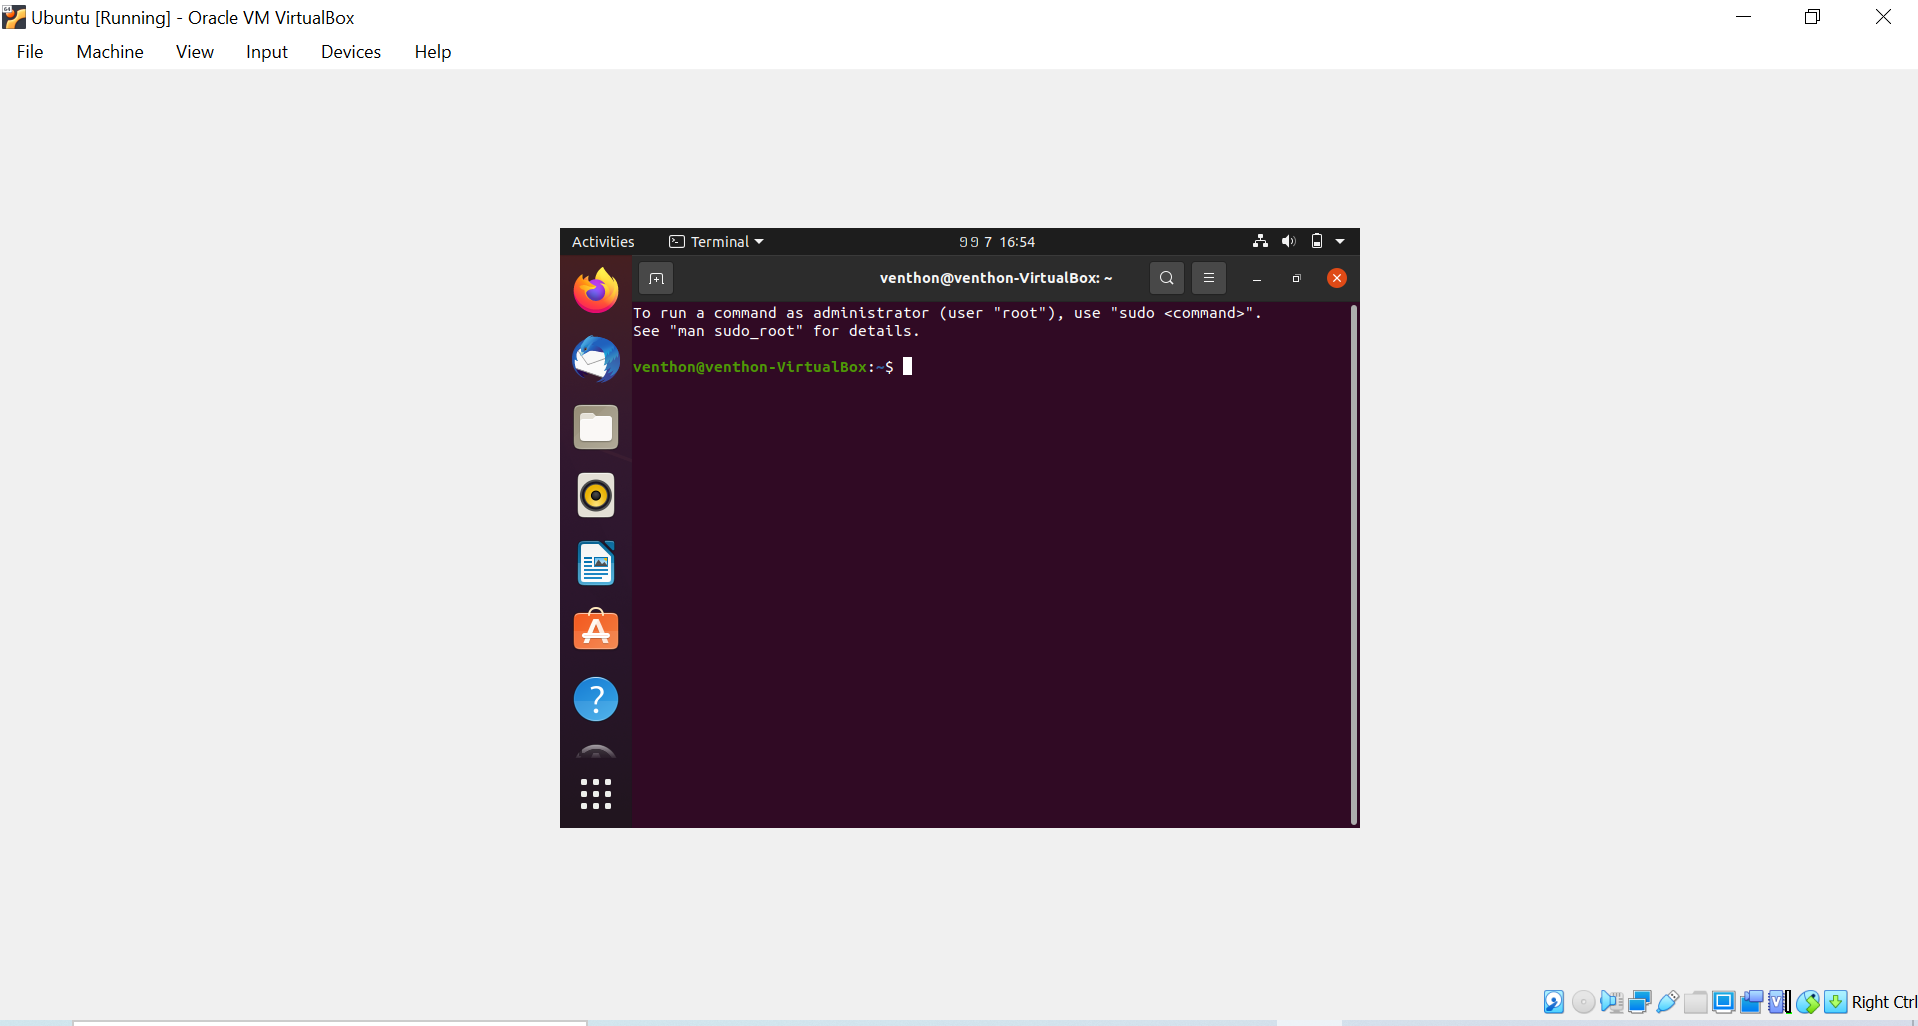 Ubuntu [Running] - Oracle VM VirtualBox
File Machine View Input Devices Help
Activities Terminal 7 16:54
venthon@venthon-VirtualBox: ~
To run a command as administrator (user "root"), use "sudo <command>".
See "man sudo_root" for details.
venthon@venthon-VirtualBox:~$
Right Ctrl